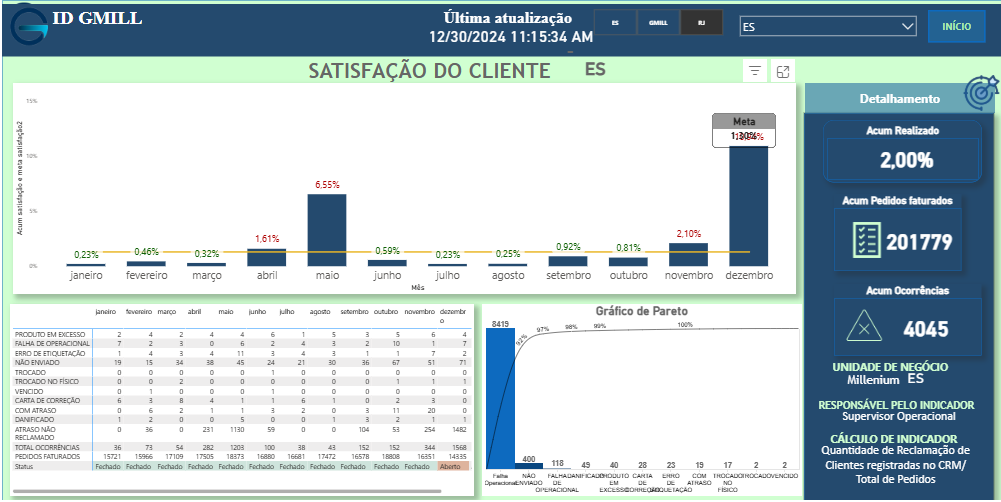 ID GMILL
Última atualização
12/30/2024 11:15:34 AM
ES GMILL RJ
ES
INÍCIO
SATISFAÇÃO DO CLIENTE ES
Acum satisfação e meta satisfação2
15%
10%
5%
0%
0,23% 0,46% 0,32% 1,61% 6,55% 0,59% 0,23% 0,25% 0,92% 0,81% 2,10%
Meta
1,30%
janeiro fevereiro março abril maio junho julho agosto setembro outubro novembro dezembro
Mês
Detalhamento
Acum Realizado
2,00%
Acum Pedidos faturados
201779
Acum Ocorrências
4045
UNIDADE DE NEGÓCIO
Millenium ES
RESPONSÁVEL PELO INDICADOR
Supervisor Operacional
CÁLCULO DE INDICADOR
Quantidade de Reclamação de
Clientes registradas no CRM/
Total de Pedidos
janeiro fevereiro março abril maio junho julho agosto setembro outubro novembro dezembr
o
PRODUTO EM EXCESSO 2 4 2 4 4 6 1 5 3 5 6 4
FALHA DE OPERACIONAL 7 2 3 0 6 2 4 3 2 10 1 7
ERRO DE ETIQUETAÇÃO 1 4 3 4 11 3 4 3 1 1 7 2
NÃO ENVIADO 19 15 34 38 45 24 21 30 36 67 51 71
TROCADO 0 0 0 0 0 1 0 0 0 0 0 0
TROCADO NO FÍSICO 0 0 2 0 0 0 0 0 0 1 1 1
VENCIDO 0 1 0 0 0 1 0 0 0 0 0 0
CARTA DE CORREÇÃO 6 3 8 4 1 1 6 1 0 2 3 0
COM ATRASO 0 6 2 1 1 3 2 0 3 11 20 0
DANIFICADO 1 2 0 0 5 0 0 1 3 2 1 1
ATRASO NÃO
RECLAMADO 0 36 0 231 1130 59 0 0 104 53 254 1482
TOTAL OCORRÊNCIAS 36 73 54 282 1203 100 38 43 152 152 344 1568
PEDIDOS FATURADOS 15721 15966 17109 17505 18373 16880 16681 17472 16578 18808 16351 14335
Status Fechado Fechado Fechado Fechado Fechado Fechado Fechado Fechado Fechado Fechado Fechado Aberto
Gráfico de Pareto
8419 400 118 49 40 28 23 19 17 2 2
92% 97% 98% 99% 100%
Falha
Operacional
NÃO
ENVIADO
FALHA DE
OPERACIONAL
DANIFICADO
PRODUTO EM
EXCESSO
CARTA DE
CORREÇÃO
ERRO DE
ETIQUETAÇÃO
COM
ATRASO
TROCADO NO
FÍSICO
TROCADO
VENCIDO